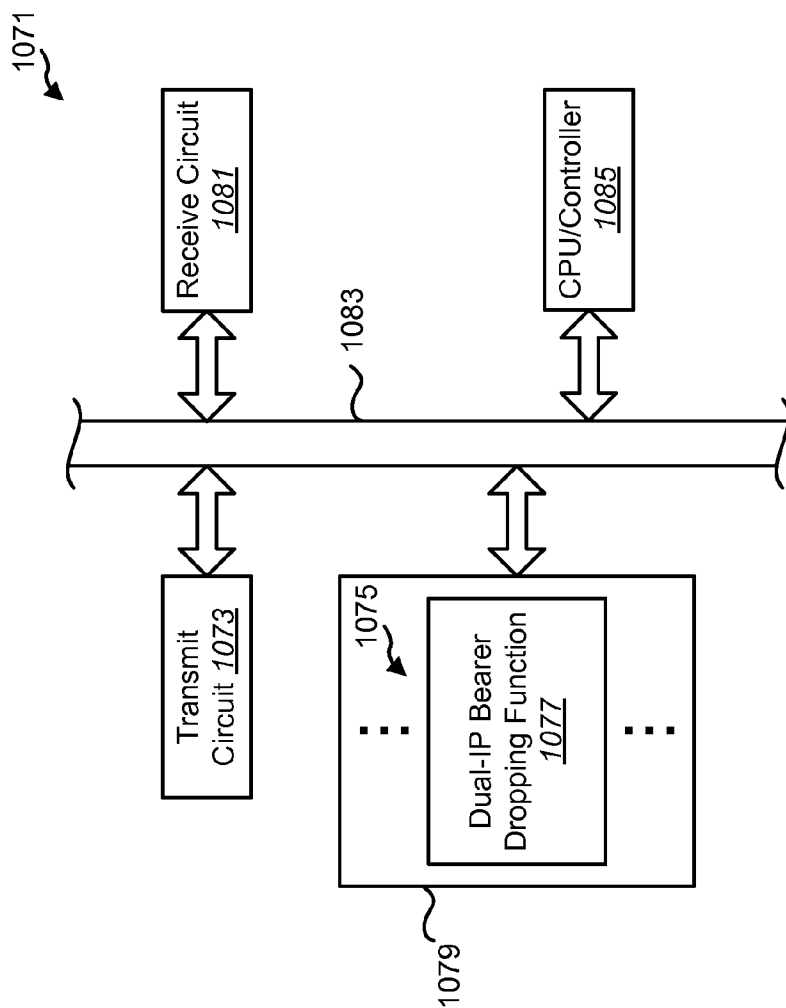 1071
Transmit
Circuit 1073
Receive Circuit
1081
1083
1075
Dual-IP Bearer
Dropping Function
1077
CPU/Controller
1085
1079